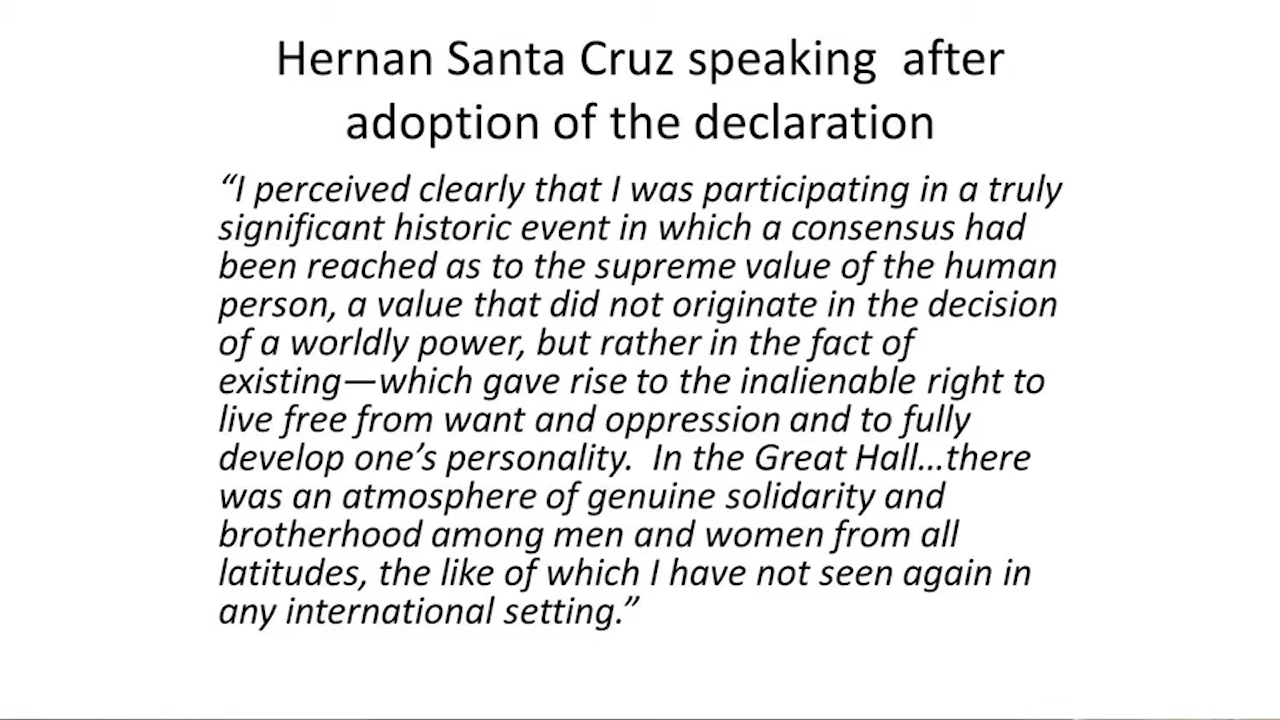 Hernan Santa Cruz speaking  after
adoption of the declaration
“I perceived clearly that I was participating in a truly
significant historic event in which a consensus had
been reached as to the supreme value of the human
person, a value that did not originate in the decision
of a worldly power, but rather in the fact of
existing—which gave rise to the inalienable right to
live free from want and oppression and to fully
develop one’s personality.  In the Great Hall…there
was an atmosphere of genuine solidarity and
brotherhood among men and women from all
latitudes, the like of which I have not seen again in
any international setting.”